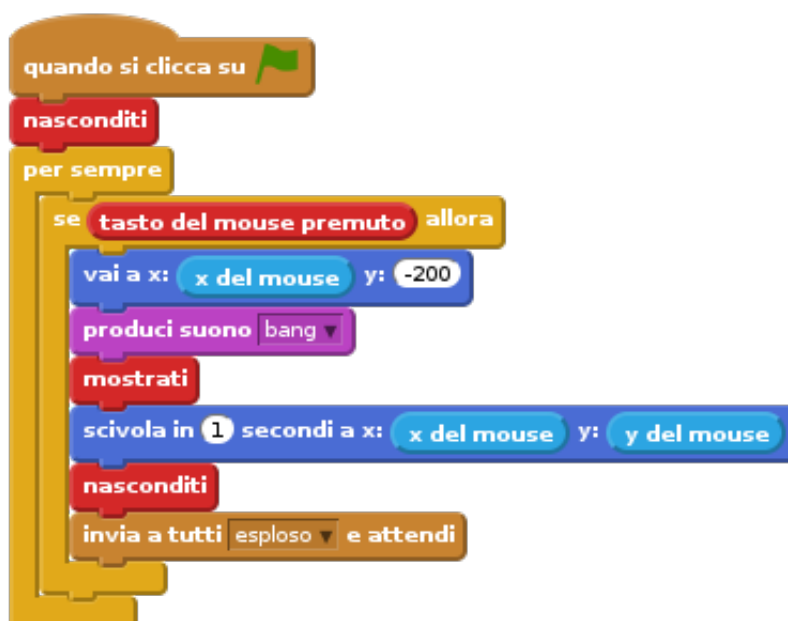 quando si clicca su
nasconditi
per sempre
se tasto del mouse premuto allora
vai a x: x del mouse y: -200
produci suono bang
mostrati
scivola in 1 secondi a x: x del mouse y: y del mouse
nasconditi
invia a tutti esploso e attendi